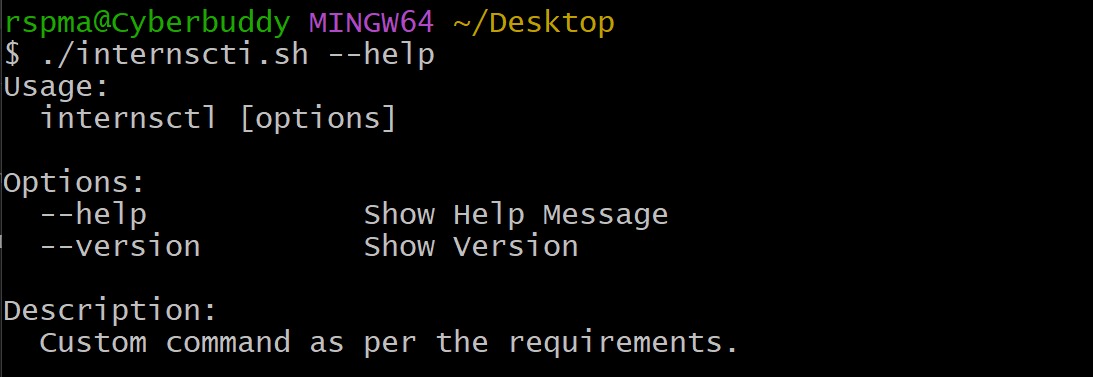 rspma@Cyberbuddy MINGW64 ~/Desktop
$ ./internscti.sh --help
Usage:
  internsctl [options]

Options:
  --help            Show Help Message
  --version         Show Version

Description:
  Custom command as per the requirements.